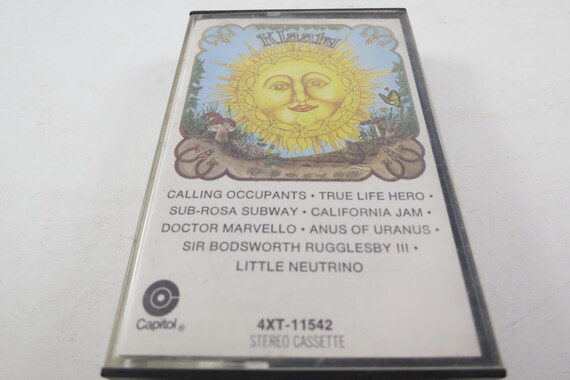 Klaatu
CALLING OCCUPANTS • TRUE LIFE HERO •
SUB-ROSA SUBWAY • CALIFORNIA JAM •
DOCTOR MARVELLO • ANUS OF URANUS •
SIR BODSWORTH RUGGLESBY III •
LITTLE NEUTRINO
Capitol®
4XT-11542
STEREO CASSETTE